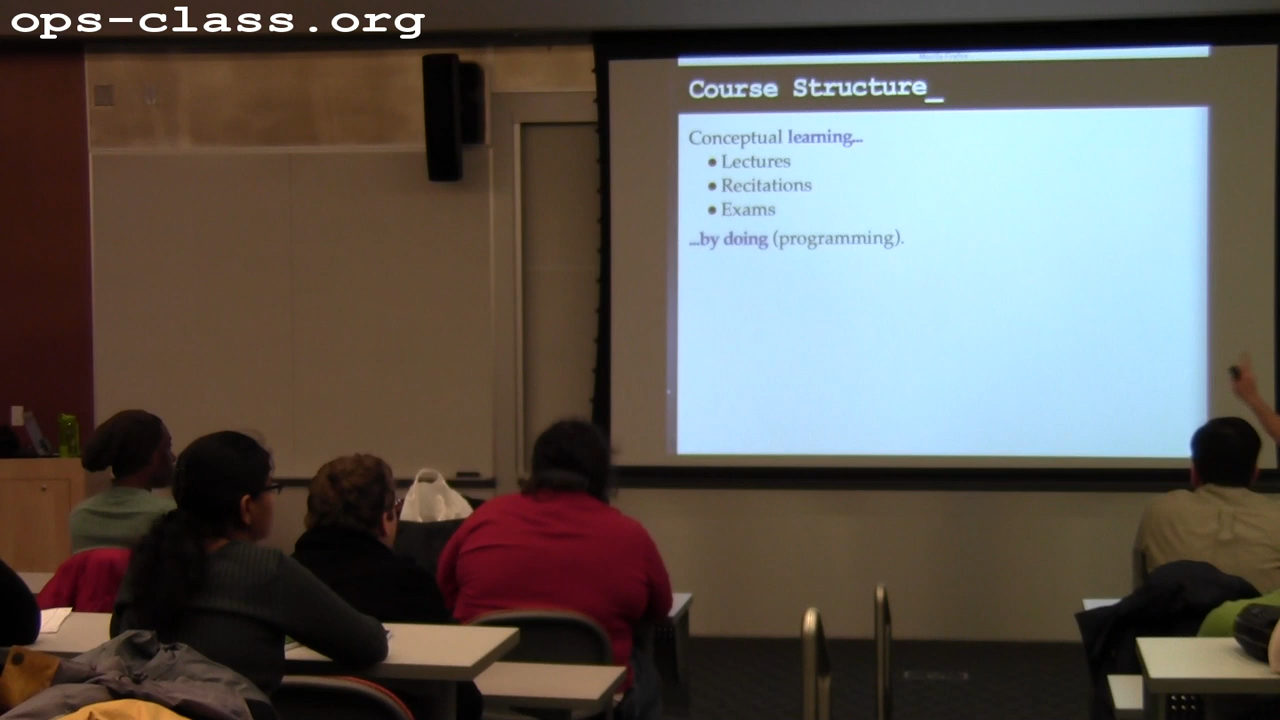 ops-class.org
Course Structure_
Conceptual learning...
• Lectures
• Recitations
• Exams
...by doing (programming).